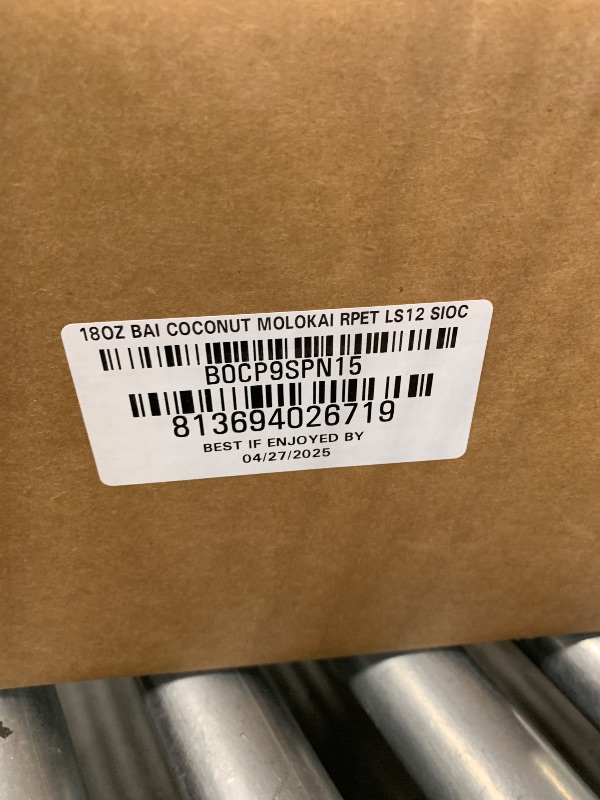 18OZ BAI COCONUT MOLOKAI RPET LS12 SIOC
B0CP9SPN15
813694026719
BEST IF ENJOYED BY
04/27/2025